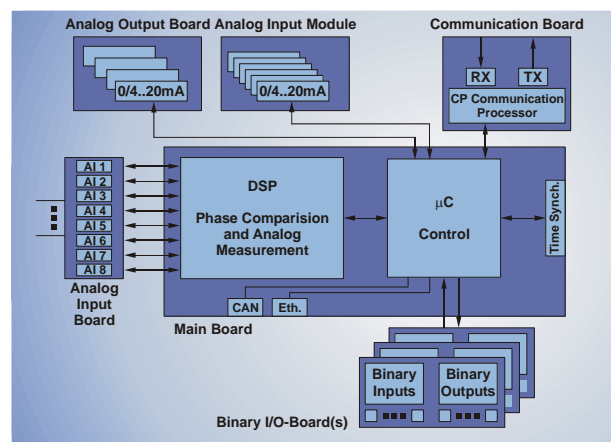 Analog Output Board
Analog Input Module
Communication Board
0/4..20mA
0/4..20mA
RX
TX
CP Communication
Processor
AI 1
AI 2
AI 3
AI 4
AI 5
AI 6
AI 7
AI 8
Analog
Input
Board
DSP
Phase Comparision
and Analog
Measurement
µC
Control
Time Synch.
CAN
Eth.
Main Board
Binary
Inputs
Binary
Outputs
Binary I/O-Board(s)